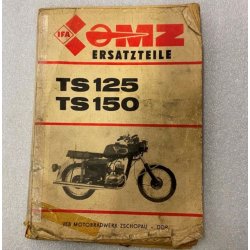 IFA MZ
ERSATZTEILE
TS 125
TS 150
VEB MOTORRADWERK ZSCHOPAU - DDR